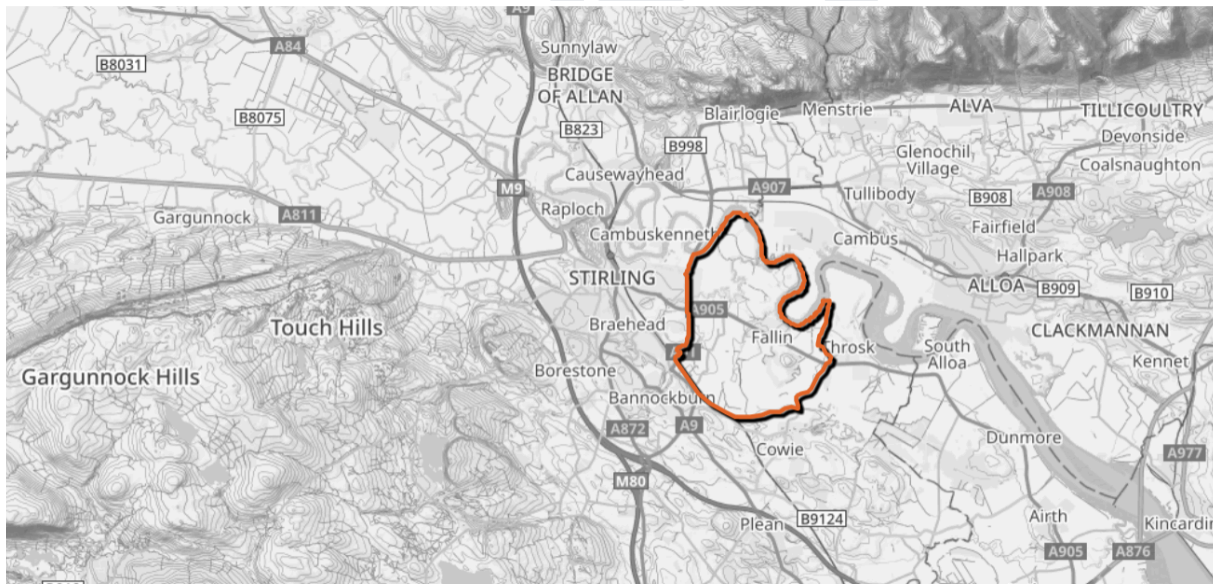 A9
A84
Sunnylaw
B8031
BRIDGE
OF ALLAN
Blairlogie
Menstrie
ALVA
TILLICOULTRY
B8075
B823
Devonside
B998
Glenochil
Village
Coalsnaughton
Causewayhead
M9
A907
Tullibody
B908
A908
Gargunnock
A811
Raploch
Fairfield
Cambuskenneth
Cambus
Hallpark
STIRLING
ALLOA
B909
B910
A905
Touch Hills
Braehead
Fallin
Throsk
South
Alloa
CLACKMANNAN
Kennet
Gargunnock Hills
Borestone
Bannockburn
A872
A9
Dunmore
Cowie
A977
M80
Plean
B9124
Airth
Kincardin
A905
A876